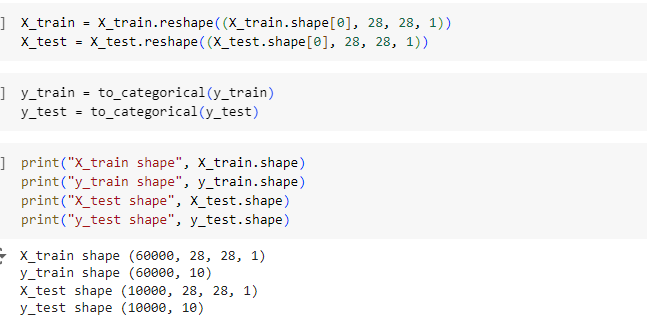 ] X_train = X_train.reshape((X_train.shape[0], 28, 28, 1))
X_test = X_test.reshape((X_test.shape[0], 28, 28, 1))
] y_train = to_categorical(y_train)
y_test = to_categorical(y_test)
] print("X_train shape", X_train.shape)
print("y_train shape", y_train.shape)
print("X_test shape", X_test.shape)
print("y_test shape", y_test.shape)
X_train shape (60000, 28, 28, 1)
y_train shape (60000, 10)
X_test shape (10000, 28, 28, 1)
y_test shape (10000, 10)